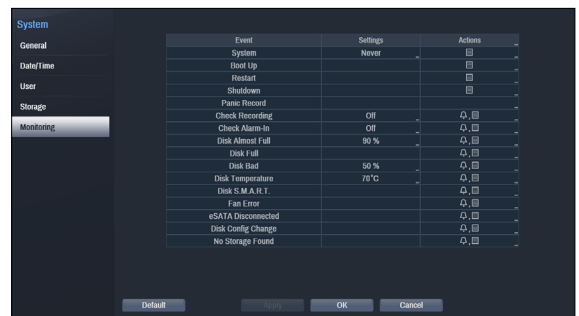 System
General
Date/Time
User
Storage
Monitoring
Event Settings Actions
System Never
Boot Up
Restart
Shutdown
Panic Record
Check Recording Off
Check Alarm-In Off
Disk Almost Full 90 %
Disk Full
Disk Bad 50 %
Disk Temperature 70°C
Disk S.M.A.R.T.
Fan Error
eSATA Disconnected
Disk Config Change
No Storage Found
Default Apply OK Cancel